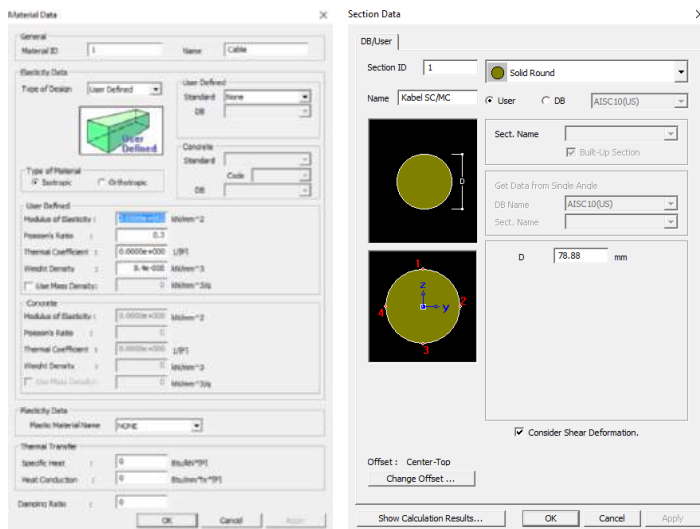 Material Data
General
Material ID 1 Name Cable
Elasticity Data
Type of Design User Defined
User Defined
User Defined
Standard None
DB
Concrete
Standard
Code
DB
Type of Material
Isotropic Orthotropic
User Defined
Modulus of Elasticity : kN/mm^2
Poisson's Ratio : 0.3
Thermal Coefficient : 0.0000e+000 1/[F]
Weight Density : kN/mm^3
Use Mass Density: 0 kN/mm^3/g
Concrete
Modulus of Elasticity : 0.0000e+000 kN/mm^2
Poisson's Ratio : 0
Thermal Coefficient : 0.0000e+000 1/[F]
Weight Density : 0 kN/mm^3
Use Mass Density: 0 kN/mm^3/g
Plasticity Data
Plastic Material Name NONE
Thermal Transfer
Specific Heat : 0 Btu/kN*[F]
Heat Conduction : 0 Btu/mm*hr*[F]
Damping Ratio : 0
OK Cancel Apply
Section Data
DB/User
Section ID 1 Solid Round
Name Kabel SC/MC User DB AISC10(US)
Sect. Name
Built-Up Section
Get Data from Single Angle
DB Name AISC10(US)
Sect. Name
D 78.88 mm
1
z
4 y 2
3
Consider Shear Deformation.
Offset : Center-Top
Change Offset ...
Show Calculation Results... OK Cancel Apply